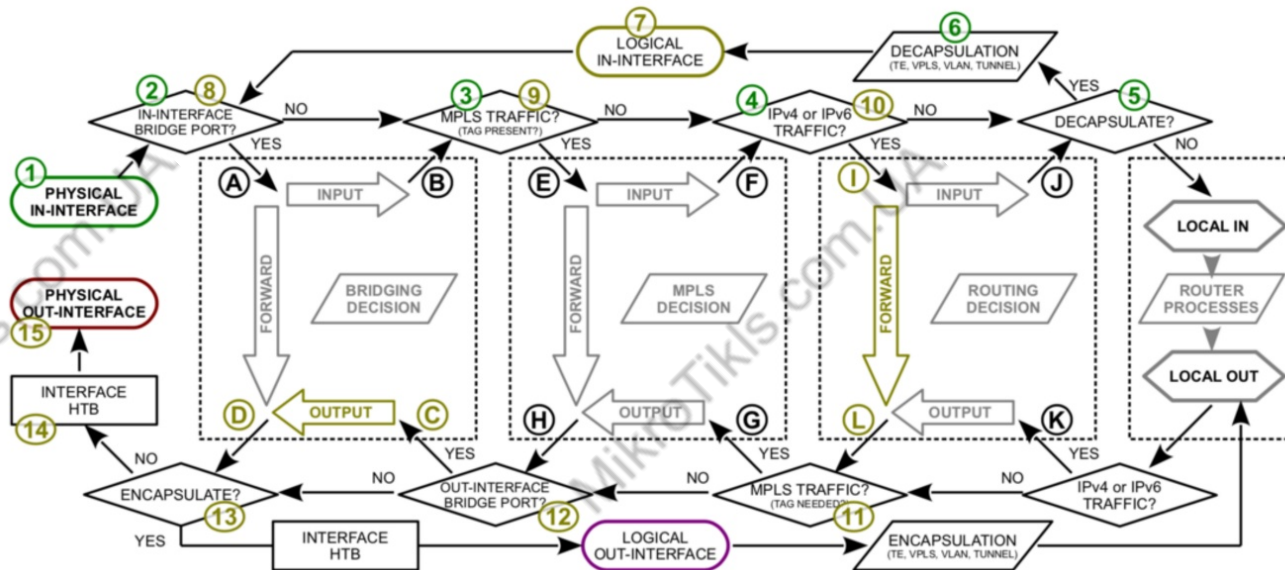 7
LOGICAL
IN-INTERFACE
6
DECAPSULATION
(TE, VPLS, VLAN, TUNNEL)
YES
2
8
IN-INTERFACE
BRIDGE PORT?
NO
YES
3
9
MPLS TRAFFIC?
(TAG PRESENT?)
NO
YES
4
10
IPv4 or IPv6
TRAFFIC?
NO
YES
5
DECAPSULATE?
NO
1
PHYSICAL
IN-INTERFACE
A
INPUT
B
E
INPUT
F
I
INPUT
J
LOCAL IN
FORWARD
BRIDGING
DECISION
FORWARD
MPLS
DECISION
FORWARD
ROUTING
DECISION
ROUTER
PROCESSES
PHYSICAL
OUT-INTERFACE
15
INTERFACE
HTB
14
D
OUTPUT
C
H
OUTPUT
G
L
OUTPUT
K
LOCAL OUT
NO
ENCAPSULATE?
13
YES
NO
YES
OUT-INTERFACE
BRIDGE PORT?
12
NO
YES
MPLS TRAFFIC?
(TAG NEEDED?)
11
NO
YES
IPv4 or IPv6
TRAFFIC?
INTERFACE
HTB
LOGICAL
OUT-INTERFACE
ENCAPSULATION
(TE, VPLS, VLAN, TUNNEL)
.com.UA
MikroTikls.com.UA